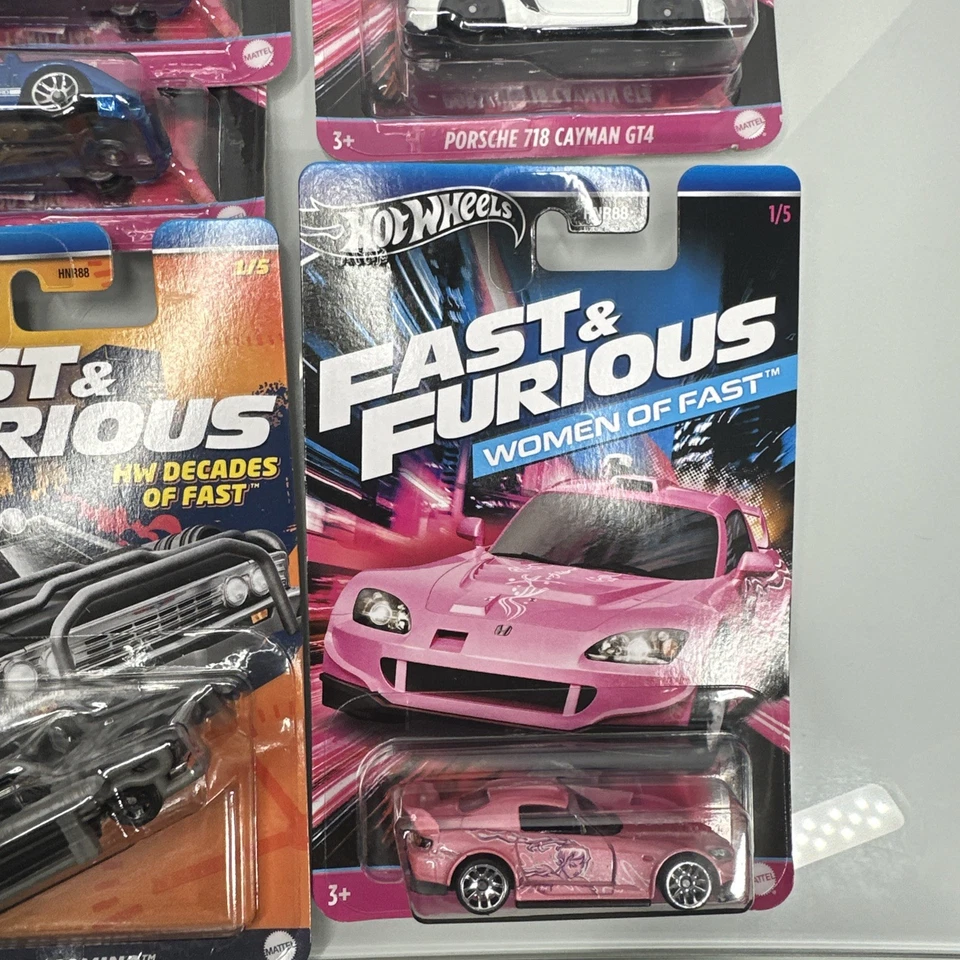 MATTEL
3+
PORSCHE 718 CAYMAN GT4
MATTEL
HNR88
1/5
ST &
RIOUS
HW DECADES
OF FAST™
MATTEL
HOT WHEELS
HNR88
1/5
FAST &
FURIOUS
WOMEN OF FAST™
3+
MATTEL